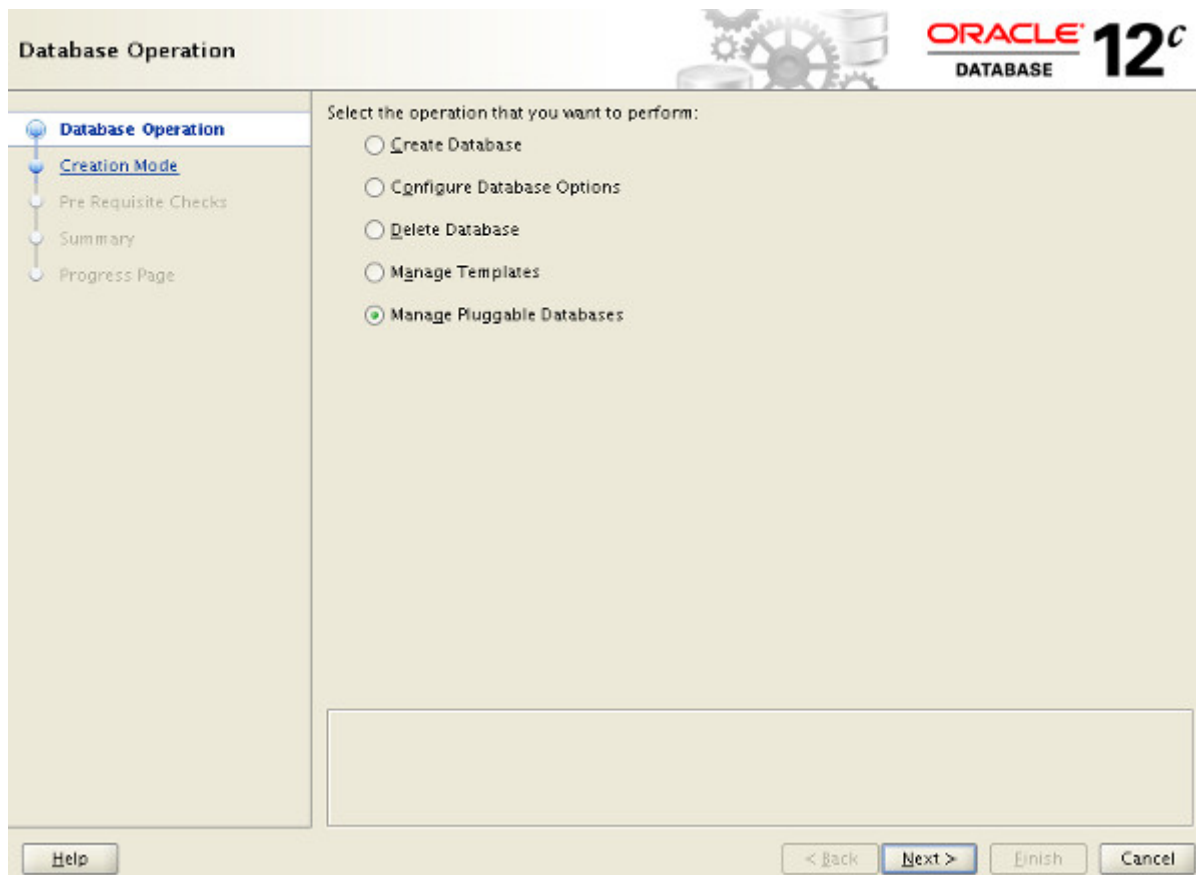 Database Operation
ORACLE
DATABASE
12c
Database Operation
Creation Mode
Pre Requisite Checks
Summary
Progress Page
Select the operation that you want to perform:
Create Database
Configure Database Options
Delete Database
Manage Templates
Manage Pluggable Databases
Help
< Back
Next >
Finish
Cancel